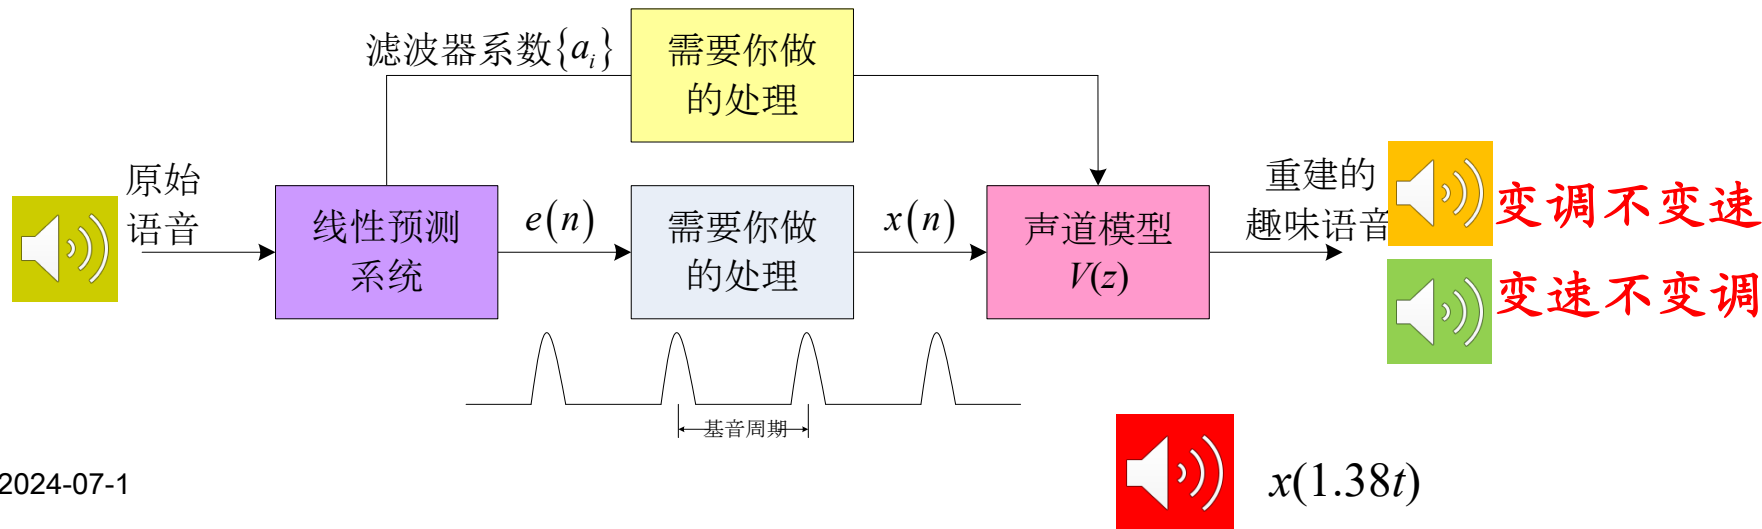 滤波器系数{a_i}
需要你做
的处理
原始
语音
线性预测
系统
e(n)
需要你做
的处理
x(n)
声道模型
V(z)
重建的
趣味语音
变调不变速
变速不变调
基音周期
2024-07-1
x(1.38t)